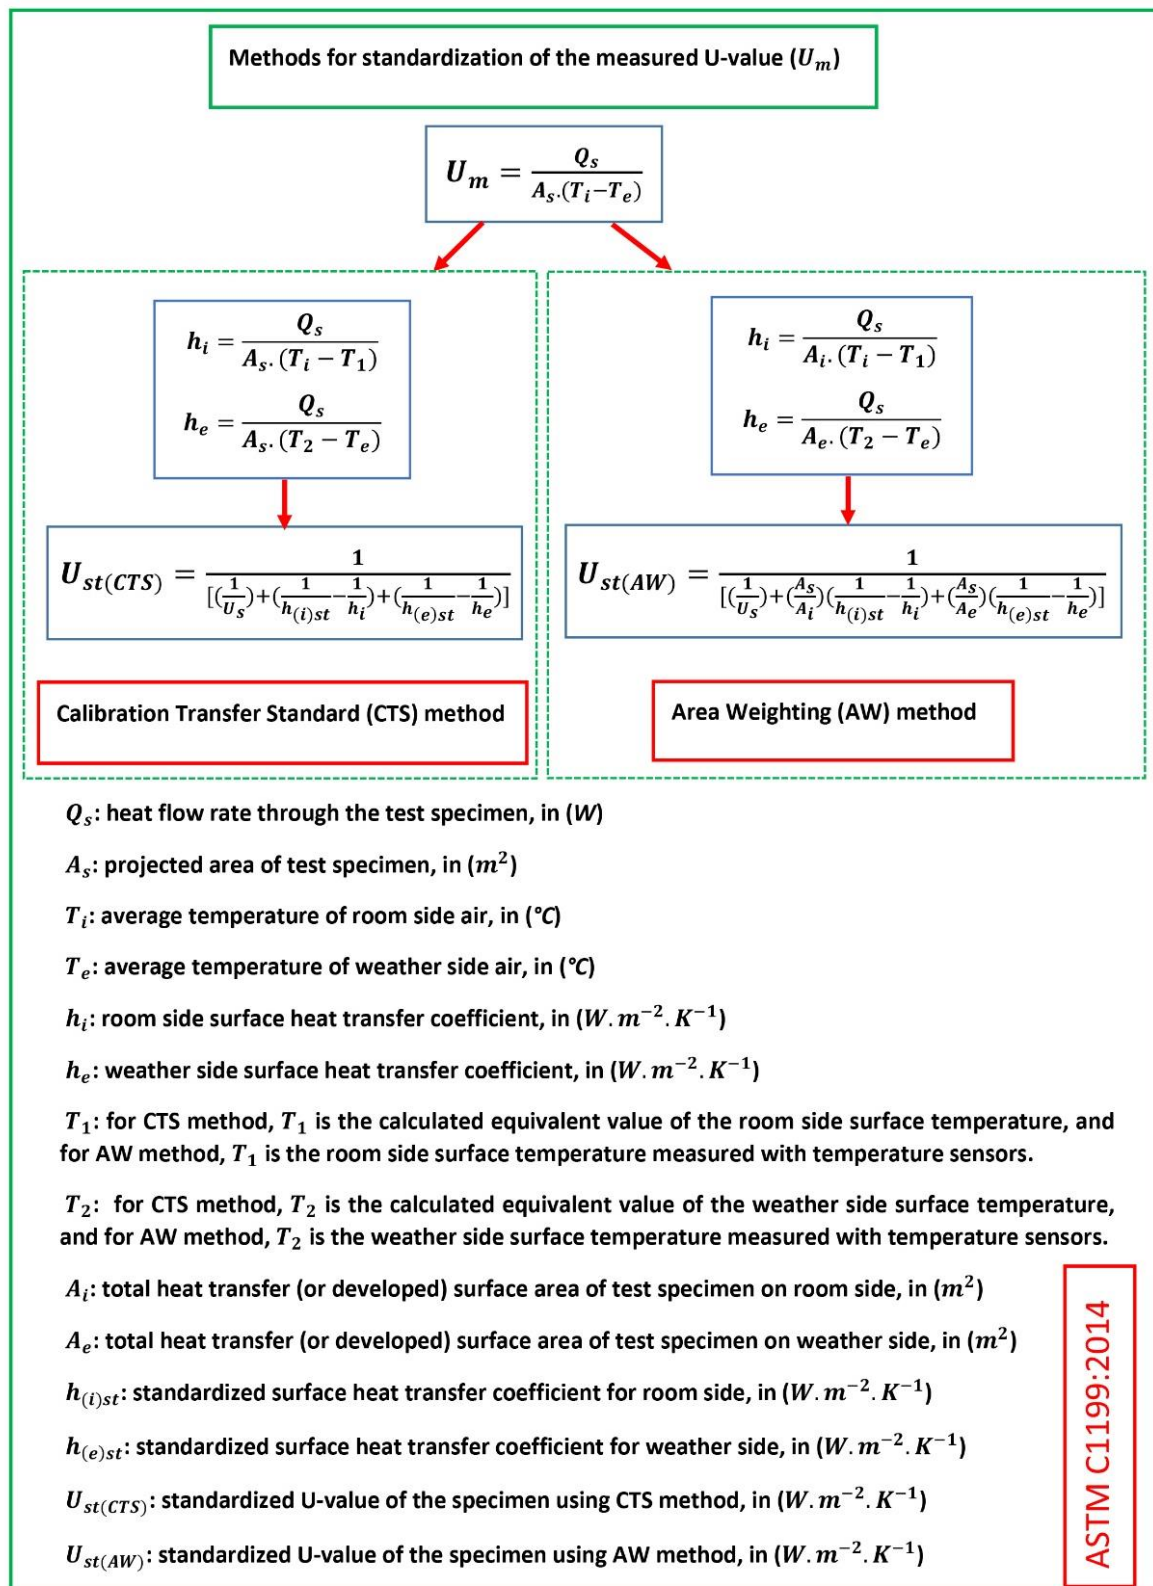 Methods for standardization of the measured U-value (U_m)
U_m = Q_s / A_s.(T_i−T_e)
h_i = Q_s / A_s. (T_i − T_1)
h_e = Q_s / A_s. (T_2 − T_e)
U_st(CTS) = 1 / [(1/U_s)+(1/h_(i)st−1/h_i)+(1/h_(e)st−1/h_e)]
Calibration Transfer Standard (CTS) method
h_i = Q_s / A_i. (T_i − T_1)
h_e = Q_s / A_e. (T_2 − T_e)
U_st(AW) = 1 / [(1/U_s)+(A_s/A_i)(1/h_(i)st−1/h_i)+(A_s/A_e)(1/h_(e)st−1/h_e)]
Area Weighting (AW) method
Q_s: heat flow rate through the test specimen, in (W)
A_s: projected area of test specimen, in (m²)
T_i: average temperature of room side air, in (℃)
T_e: average temperature of weather side air, in (℃)
h_i: room side surface heat transfer coefficient, in (W.m⁻².K⁻¹)
h_e: weather side surface heat transfer coefficient, in (W.m⁻².K⁻¹)
T_1: for CTS method, T_1 is the calculated equivalent value of the room side surface temperature, and
for AW method, T_1 is the room side surface temperature measured with temperature sensors.
T_2: for CTS method, T_2 is the calculated equivalent value of the weather side surface temperature,
and for AW method, T_2 is the weather side surface temperature measured with temperature sensors.
A_i: total heat transfer (or developed) surface area of test specimen on room side, in (m²)
A_e: total heat transfer (or developed) surface area of test specimen on weather side, in (m²)
h_(i)st: standardized surface heat transfer coefficient for room side, in (W.m⁻².K⁻¹)
h_(e)st: standardized surface heat transfer coefficient for weather side, in (W.m⁻².K⁻¹)
U_st(CTS): standardized U-value of the specimen using CTS method, in (W.m⁻².K⁻¹)
U_st(AW): standardized U-value of the specimen using AW method, in (W.m⁻².K⁻¹)
ASTM C1199:2014